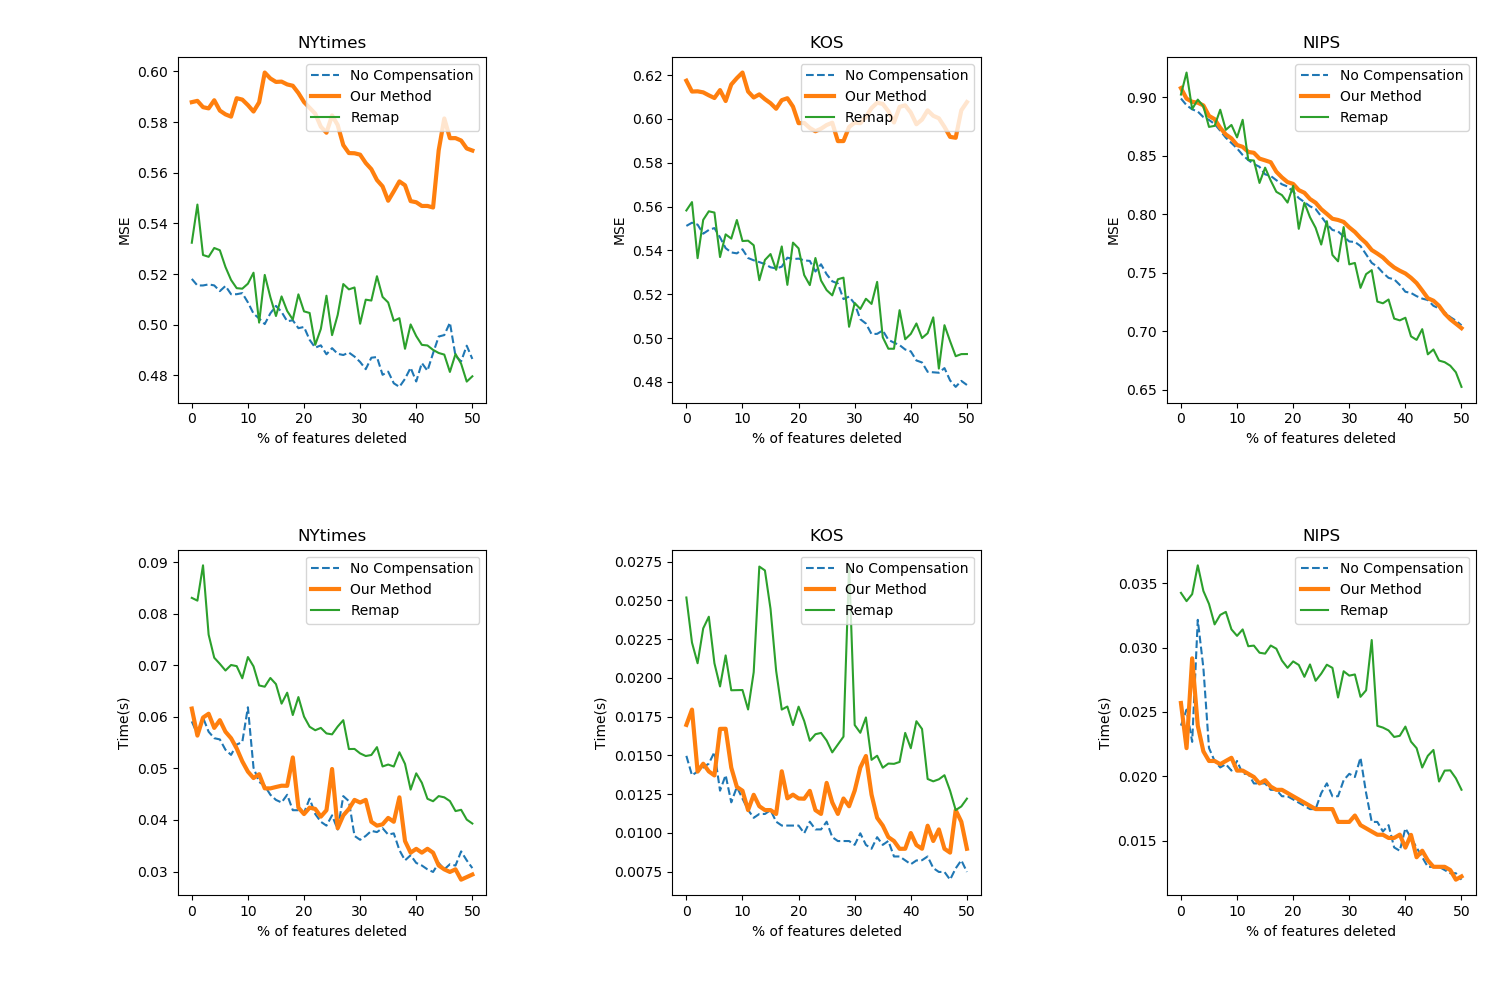 NYtimes
No Compensation
Our Method
Remap
0.60
0.58
0.56
0.54
0.52
0.50
0.48
MSE
0 10 20 30 40 50
% of features deleted
KOS
No Compensation
Our Method
Remap
0.62
0.60
0.58
0.56
0.54
0.52
0.50
0.48
MSE
0 10 20 30 40 50
% of features deleted
NIPS
No Compensation
Our Method
Remap
0.90
0.85
0.80
0.75
0.70
0.65
MSE
0 10 20 30 40 50
% of features deleted
NYtimes
No Compensation
Our Method
Remap
0.09
0.08
0.07
0.06
0.05
0.04
0.03
Time(s)
0 10 20 30 40 50
% of features deleted
KOS
No Compensation
Our Method
Remap
0.0275
0.0250
0.0225
0.0200
0.0175
0.0150
0.0125
0.0100
0.0075
Time(s)
0 10 20 30 40 50
% of features deleted
NIPS
No Compensation
Our Method
Remap
0.035
0.030
0.025
0.020
0.015
Time(s)
0 10 20 30 40 50
% of features deleted